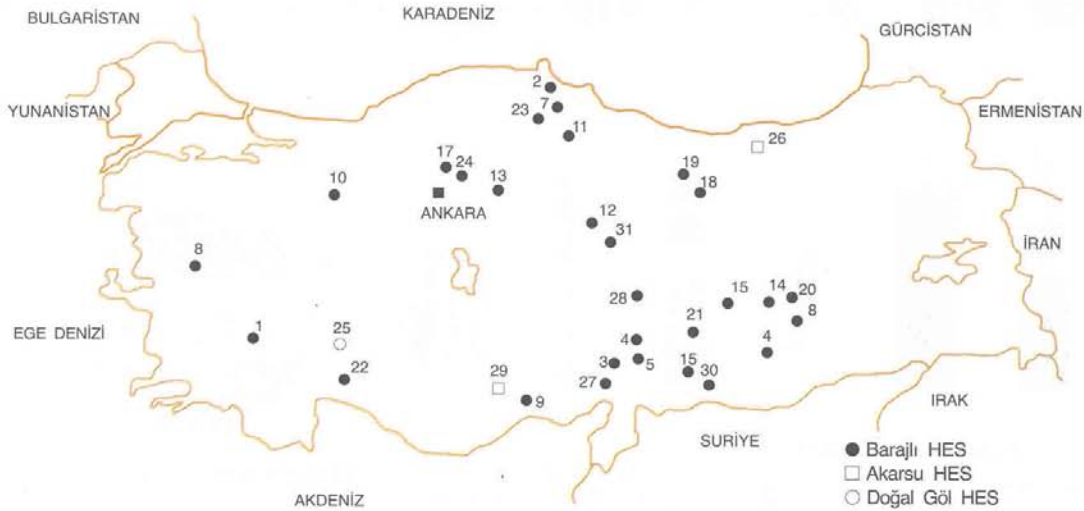 BULGARİSTAN
KARADENİZ
GÜRCİSTAN
YUNANİSTAN
ERMENİSTAN
2
7
23
11
26
17
24
19
10
13
18
ANKARA
12
31
İRAN
8
28
15
14
20
8
EGE DENİZİ
1
25
21
4
4
22
3
5
29
15
27
30
9
IRAK
SURİYE
Barajlı HES
Akarsu HES
Doğal Göl HES
AKDENİZ